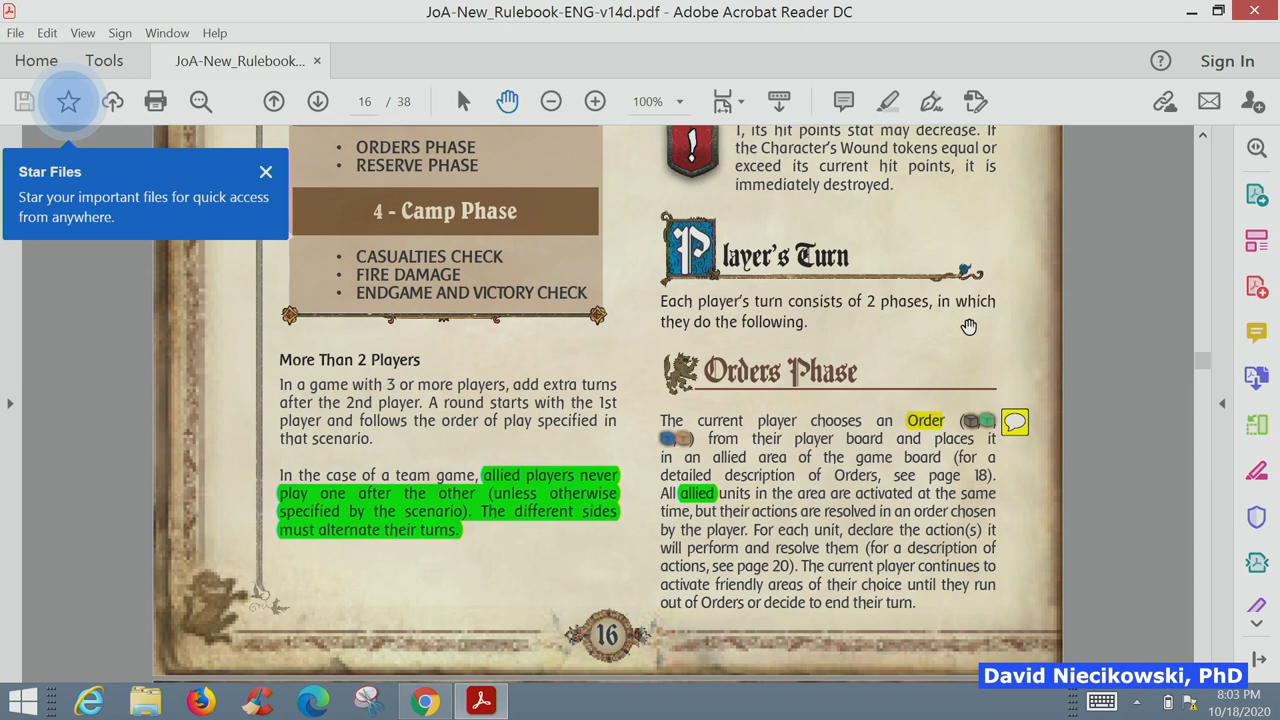 JoA-New_Rulebook-ENG-v14d.pdf - Adobe Acrobat Reader DC
File Edit View Sign Window Help
Home Tools JoA-New_Rulebook... × Sign In
16 / 38 100%
Star Files
Star your important files for quick access
from anywhere.
• ORDERS PHASE
• RESERVE PHASE
4 - Camp Phase
• CASUALTIES CHECK
• FIRE DAMAGE
• ENDGAME AND VICTORY CHECK
More Than 2 Players
In a game with 3 or more players, add extra turns
after the 2nd player. A round starts with the 1st
player and follows the order of play specified in
that scenario.
In the case of a team game, allied players never
play one after the other (unless otherwise
specified by the scenario). The different sides
must alternate their turns.
1, its hit points stat may decrease. If
the Character's Wound tokens equal or
exceed its current hit points, it is
immediately destroyed.
Player's Turn
Each player's turn consists of 2 phases, in which
they do the following.
Orders Phase
The current player chooses an Order (
) from their player board and places it
in an allied area of the game board (for a
detailed description of Orders, see page 18).
All allied units in the area are activated at the same
time, but their actions are resolved in an order chosen
by the player. For each unit, declare the action(s) it
will perform and resolve them (for a description of
actions, see page 20). The current player continues to
activate friendly areas of their choice until they run
out of Orders or decide to end their turn.
16
David Niecikowski, PhD
8:03 PM
10/18/2020